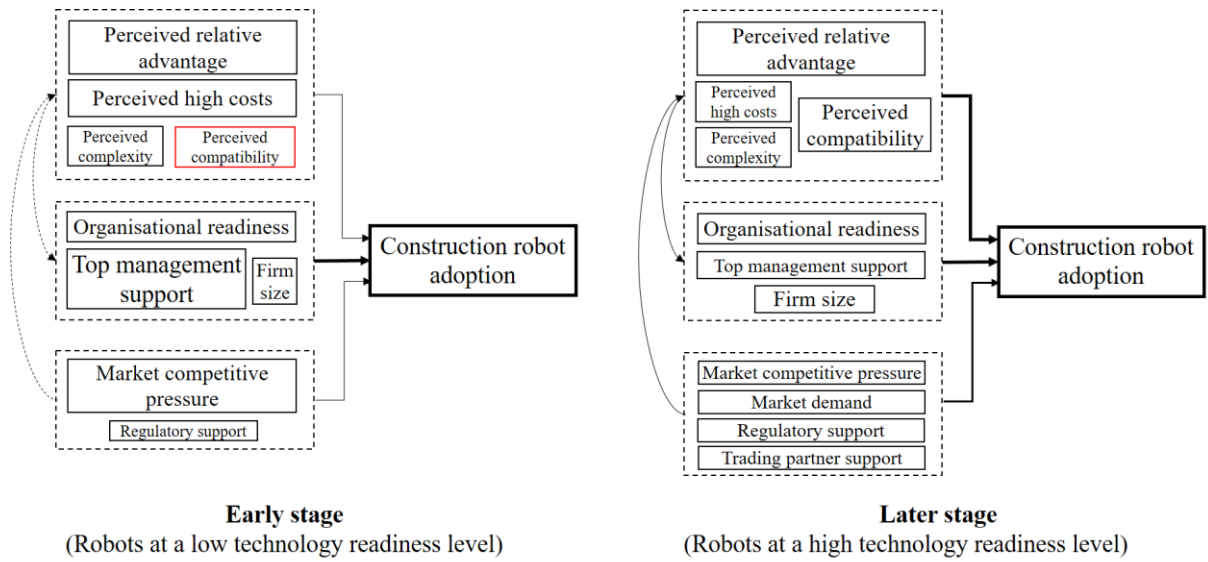 Perceived relative
advantage
Perceived high costs
Perceived
complexity
Perceived
compatibility
Organisational readiness
Top management
support
Firm
size
Market competitive
pressure
Regulatory support
Construction robot
adoption
Early stage
(Robots at a low technology readiness level)
Perceived relative
advantage
Perceived
high costs
Perceived
complexity
Perceived
compatibility
Organisational readiness
Top management support
Firm size
Market competitive pressure
Market demand
Regulatory support
Trading partner support
Construction robot
adoption
Later stage
(Robots at a high technology readiness level)